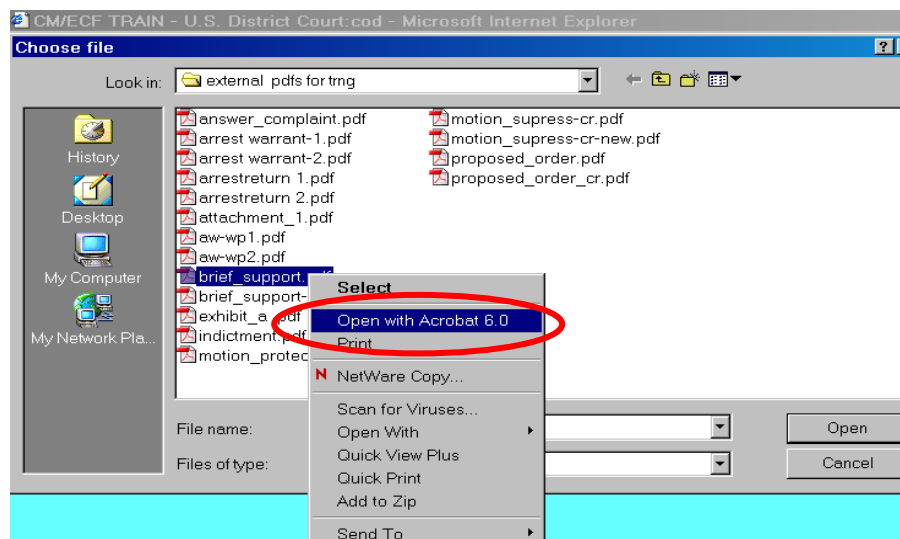 CM/ECF TRAIN - U.S. District Court:cod - Microsoft Internet Explorer
Choose file
?
Look in:
external pdfs for trng
History
Desktop
My Computer
My Network Pla...
answer_complaint.pdf
arrest warrant-1.pdf
arrest warrant-2.pdf
arrestreturn 1.pdf
arrestreturn 2.pdf
attachment_1.pdf
aw-wp1.pdf
aw-wp2.pdf
brief_support.pdf
brief_support-
exhibit_a.pdf
indictment.pdf
motion_protec
motion_supress-cr.pdf
motion_supress-cr-new.pdf
proposed_order.pdf
proposed_order_cr.pdf
Select
Open with Acrobat 6.0
Print
N NetWare Copy...
Scan for Viruses...
Open With
Quick View Plus
Quick Print
Add to Zip
Send To
File name:
Open
Files of type:
Cancel